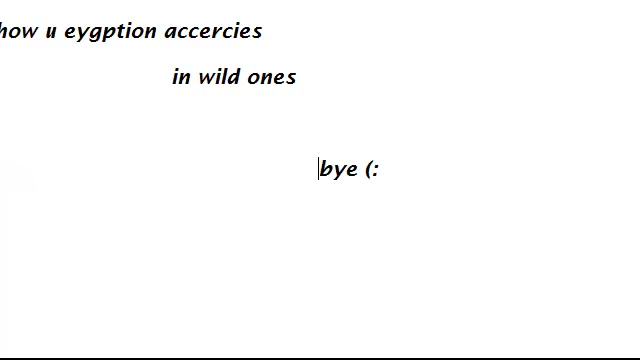 how u eygption accercies
in wild ones
bye (: